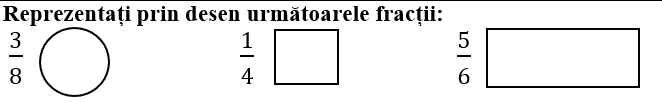 Reprezentați prin desen următoarele fracții:
3/8 1/4 5/6